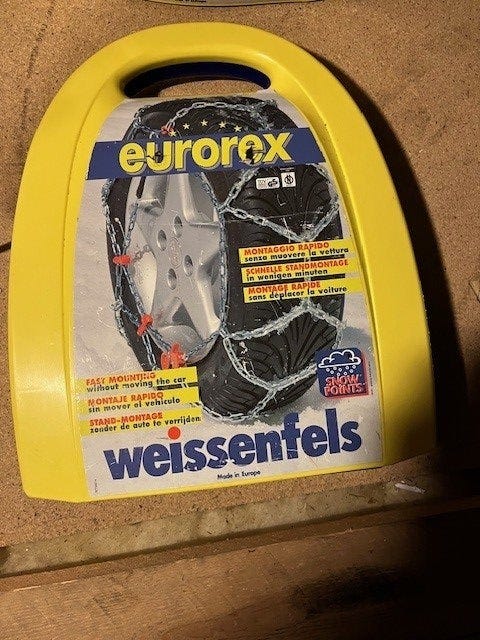 eurorex
MONTAGGIO RAPIDO
senza muovere la vettura
SCHNELLE STANDMONTAGE
in wenigen minuten
MONTAGE RAPIDE
sans déplacer la voiture
FAST MOUNTING
without moving the car
MONTAJE RAPIDO
sin mover el vehiculo
STAND-MONTAGE
zonder de auto te verrijden
SNOW
POINTS
weissenfels
Made in Europe